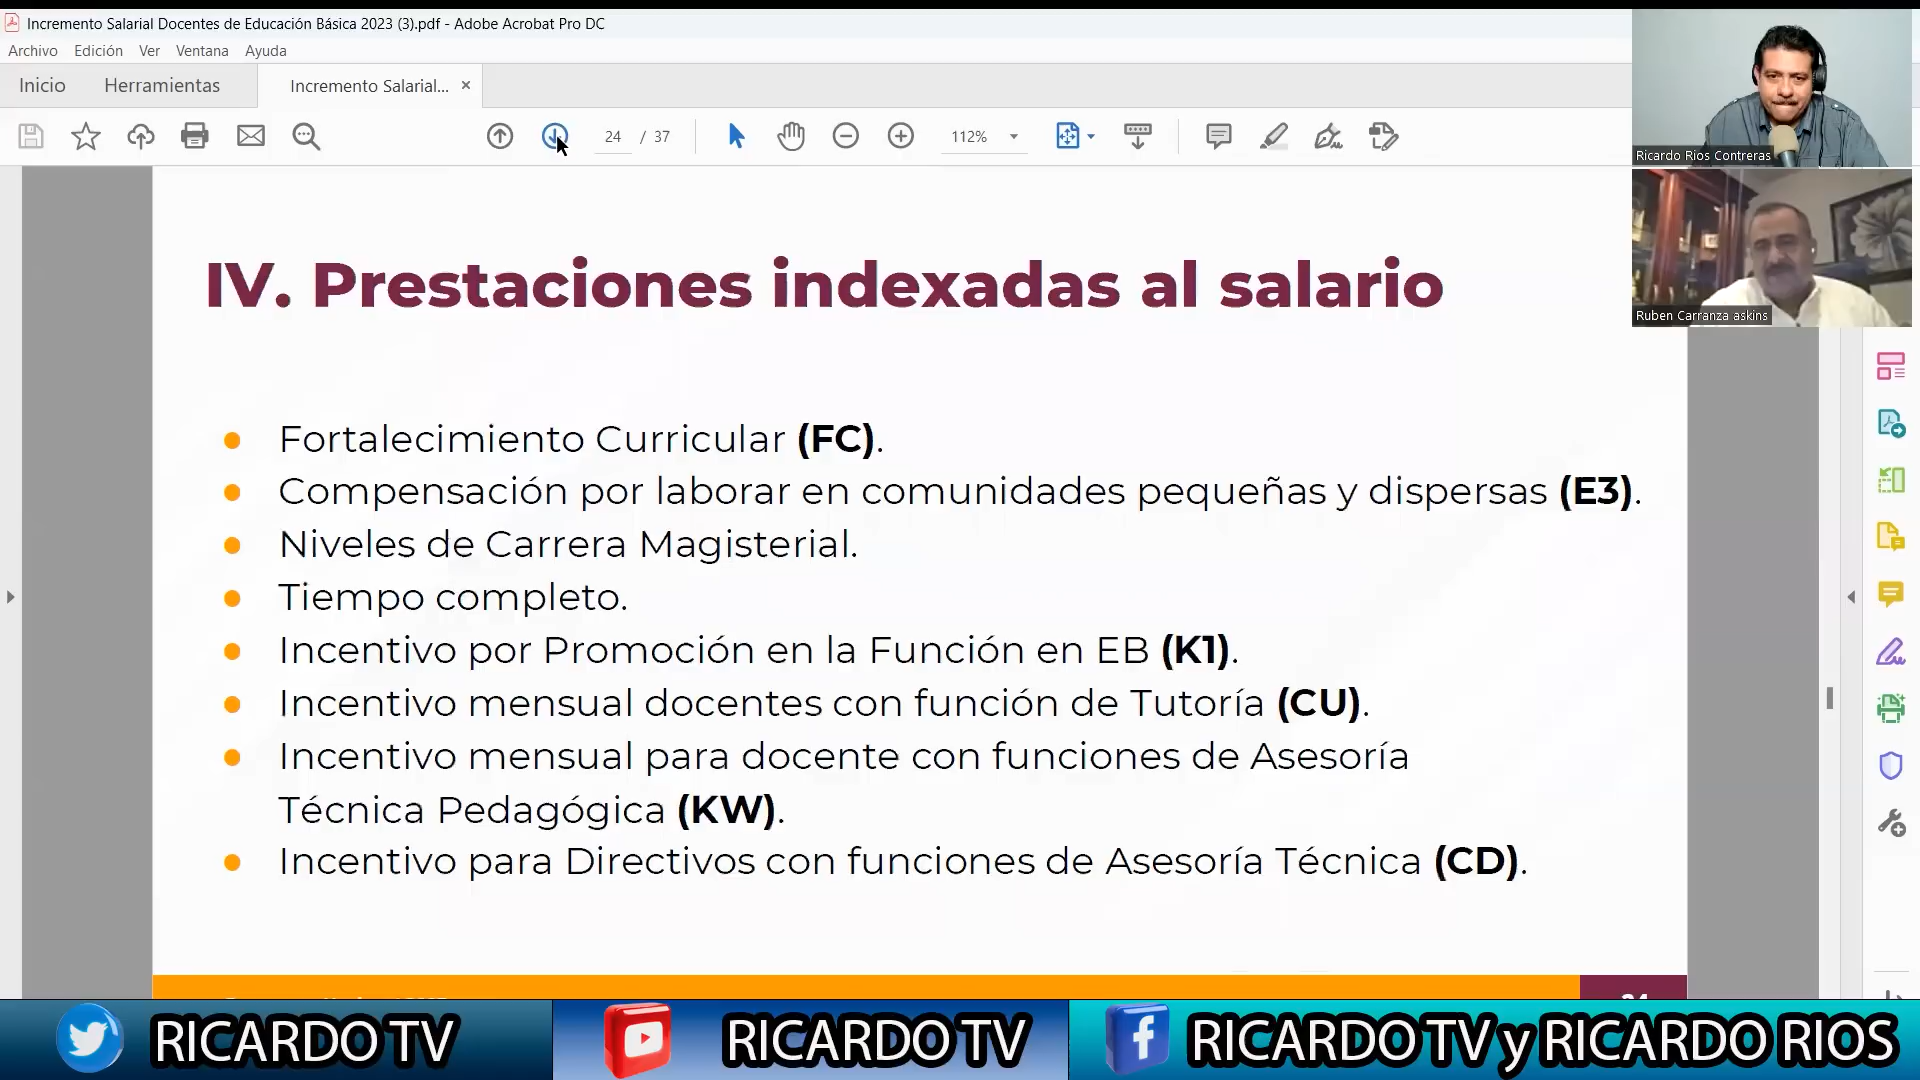 Incremento Salarial Docentes de Educación Básica 2023 (3).pdf - Adobe Acrobat Pro DC
Archivo Edición Ver Ventana Ayuda
Inicio Herramientas Incremento Salarial... ×
24 / 37 112%
Ricardo Rios Contreras
Ruben Carranza askins
IV. Prestaciones indexadas al salario
Fortalecimiento Curricular (FC).
Compensación por laborar en comunidades pequeñas y dispersas (E3).
Niveles de Carrera Magisterial.
Tiempo completo.
Incentivo por Promoción en la Función en EB (K1).
Incentivo mensual docentes con función de Tutoría (CU).
Incentivo mensual para docente con funciones de Asesoría
Técnica Pedagógica (KW).
Incentivo para Directivos con funciones de Asesoría Técnica (CD).
24
RICARDO TV RICARDO TV RICARDO TV y RICARDO RIOS